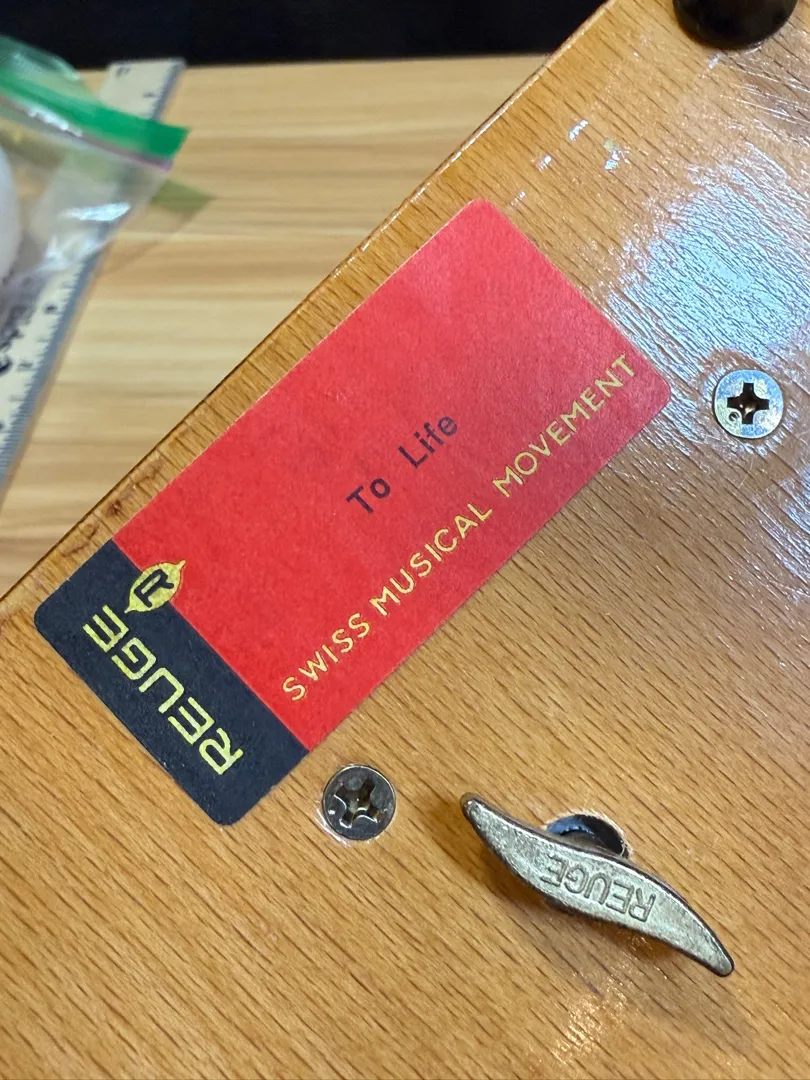 To Life
SWISS MUSICAL MOVEMENT
REUGE
R
REUGE